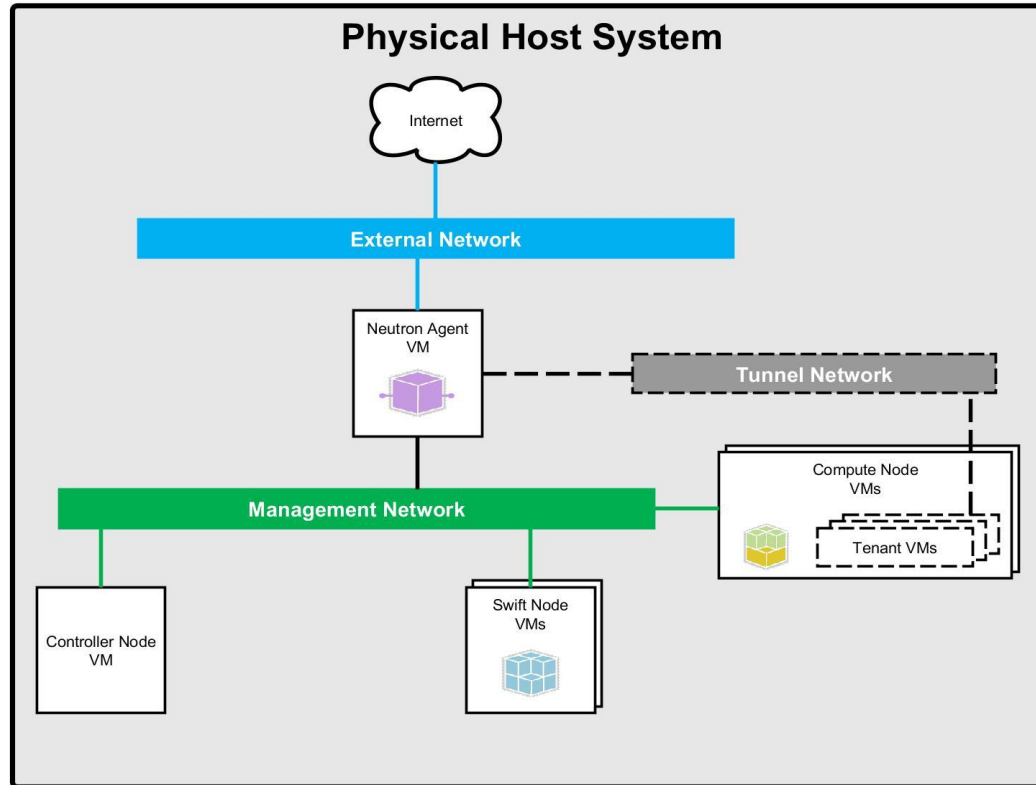 Physical Host System
Internet
External Network
Neutron Agent
VM
Tunnel Network
Compute Node
VMs
Management Network
Tenant VMs
Controller Node
VM
Swift Node
VMs